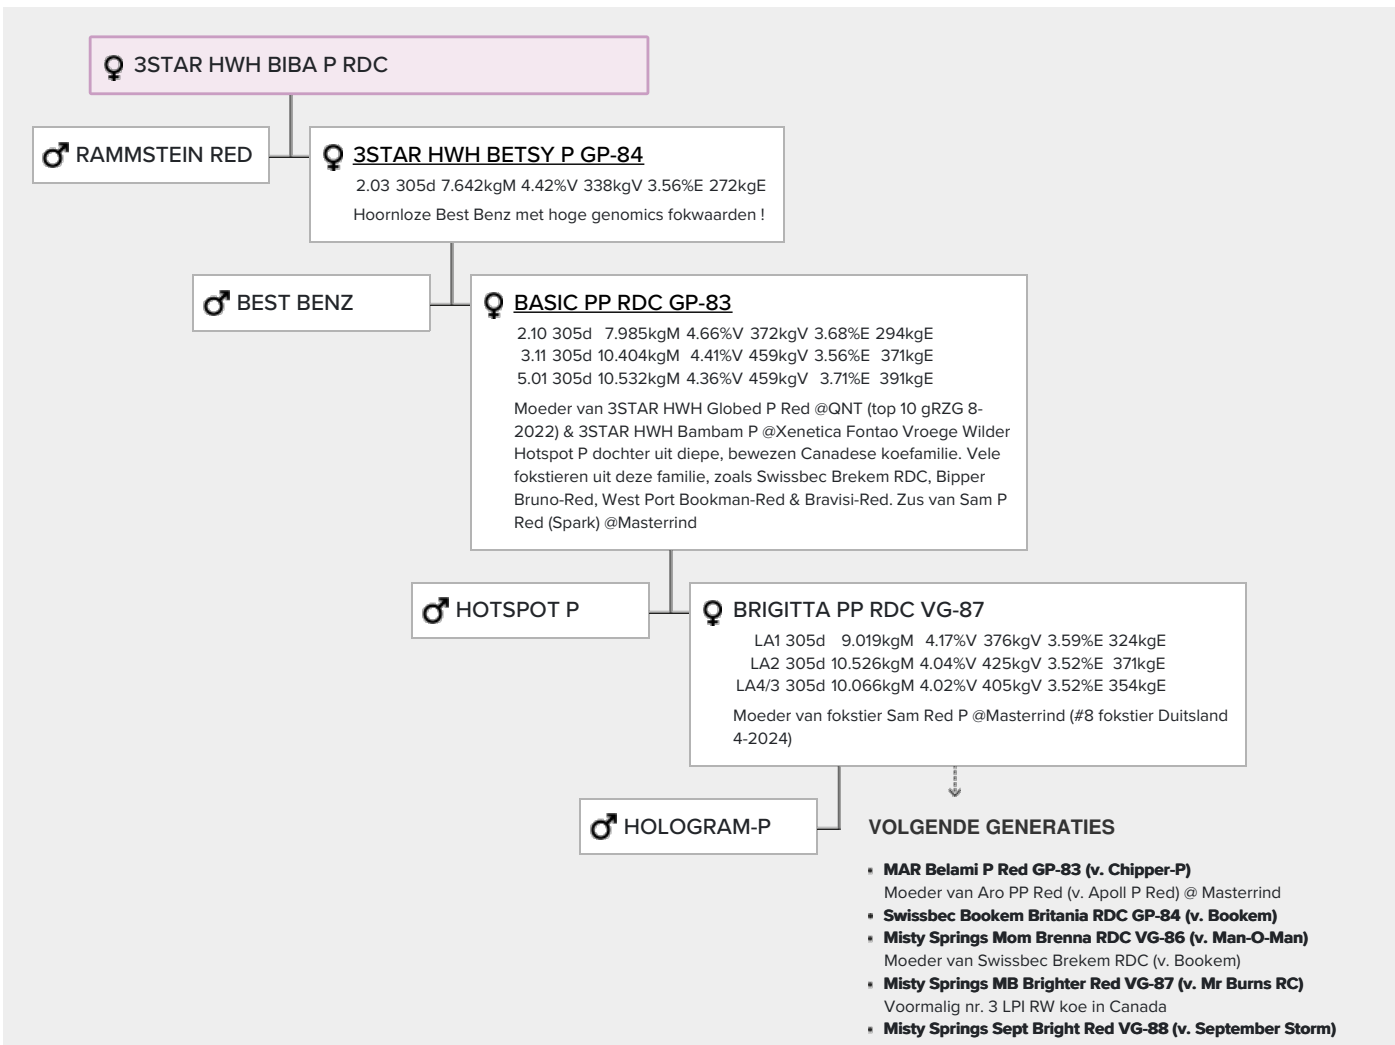 3STAR HWH BIBA P RDC
RAMMSTEIN RED
3STAR HWH BETSY P GP-84
2.03 305d 7.642kgM 4.42%V 338kgV 3.56%E 272kgE
Hoornloze Best Benz met hoge genomics fokwaarden !
BEST BENZ
BASIC PP RDC GP-83
2.10 305d 7.985kgM 4.66%V 372kgV 3.68%E 294kgE
3.11 305d 10.404kgM 4.41%V 459kgV 3.56%E 371kgE
5.01 305d 10.532kgM 4.36%V 459kgV 3.71%E 391kgE
Moeder van 3STAR HWH Globed P Red @QNT (top 10 gRZG 8-
2022) & 3STAR HWH Bambam P @Xenetica Fontao Vroege Wilder
Hotspot P dochter uit diepe, bewezen Canadese koefamilie. Vele
fokstieren uit deze familie, zoals Swissbec Brekem RDC, Bipper
Bruno-Red, West Port Bookman-Red & Bravisi-Red. Zus van Sam P
Red (Spark) @Masterrind
HOTSPOT P
BRIGITTA PP RDC VG-87
LA1 305d 9.019kgM 4.17%V 376kgV 3.59%E 324kgE
LA2 305d 10.526kgM 4.04%V 425kgV 3.52%E 371kgE
LA4/3 305d 10.066kgM 4.02%V 405kgV 3.52%E 354kgE
Moeder van fokstier Sam Red P @Masterrind (#8 fokstier Duitsland
4-2024)
HOLOGRAM-P
VOLGENDE GENERATIES
MAR Belami P Red GP-83 (v. Chipper-P)
Moeder van Aro PP Red (v. Apoll P Red) @ Masterrind
Swissbec Bookem Britania RDC GP-84 (v. Bookem)
Misty Springs Mom Brenna RDC VG-86 (v. Man-O-Man)
Moeder van Swissbec Brekem RDC (v. Bookem)
Misty Springs MB Brighter Red VG-87 (v. Mr Burns RC)
Voormalig nr. 3 LPI RW koe in Canada
Misty Springs Sept Bright Red VG-88 (v. September Storm)